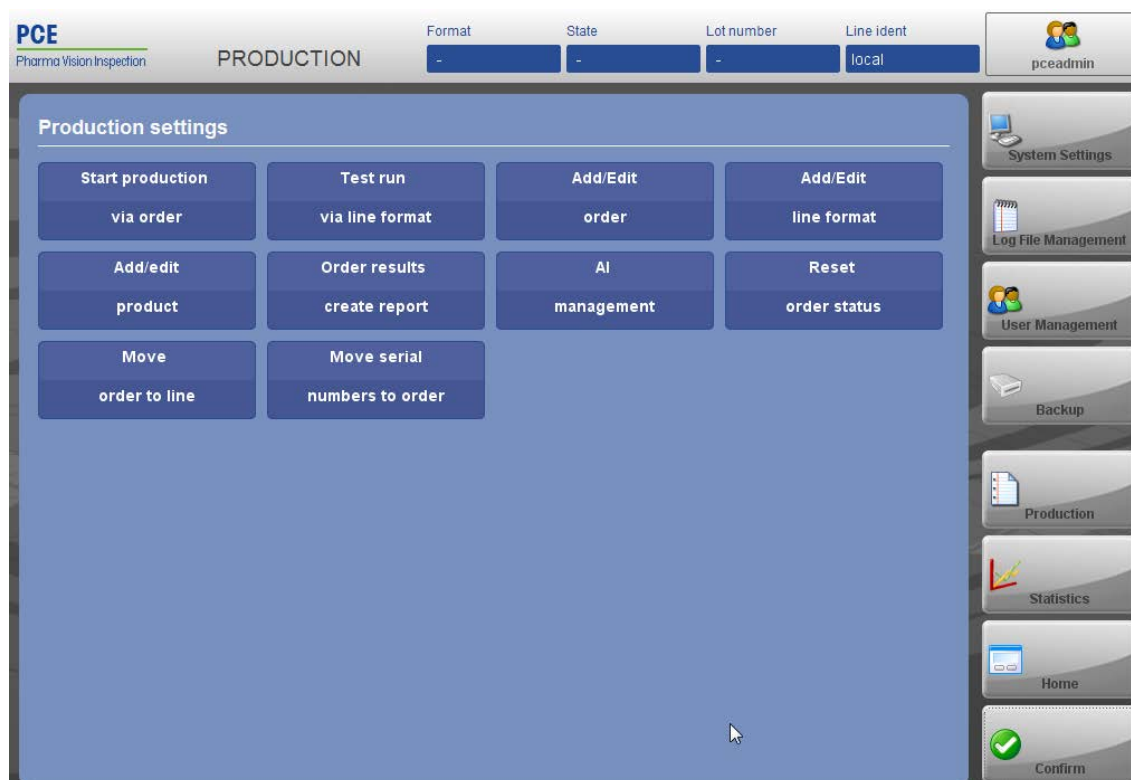 PCE
Pharma Vision Inspection
PRODUCTION
Format
-
State
-
Lot number
-
Line ident
local
pceadmin
Production settings
Start production
via order
Test run
via line format
Add/Edit
order
Add/Edit
line format
Add/edit
product
Order results
create report
AI
management
Reset
order status
Move
order to line
Move serial
numbers to order
System Settings
Log File Management
User Management
Backup
Production
Statistics
Home
Confirm